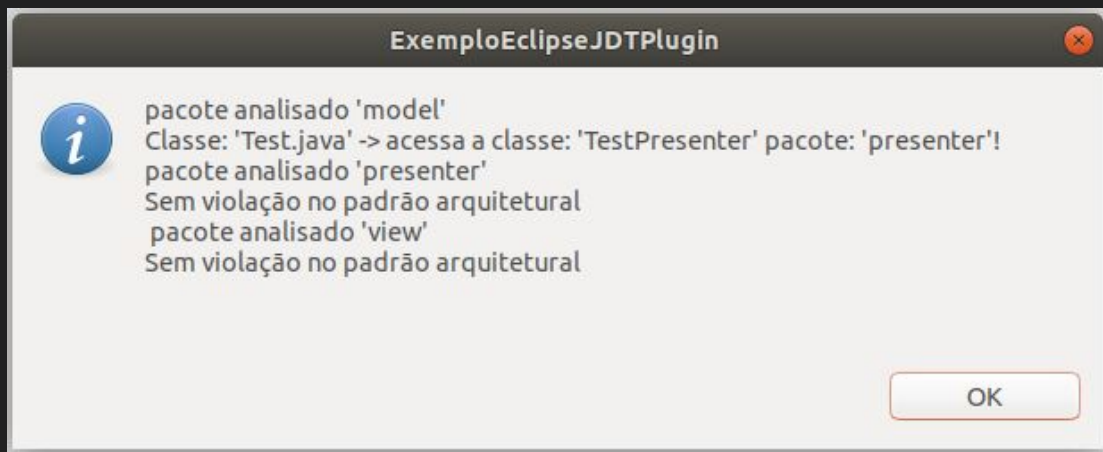 ExemploEclipseJDTPlugin
pacote analisado 'model'
Classe: 'Test.java' -> acessa a classe: 'TestPresenter' pacote: 'presenter'!
pacote analisado 'presenter'
Sem violação no padrão arquitetural
pacote analisado 'view'
Sem violação no padrão arquitetural
OK